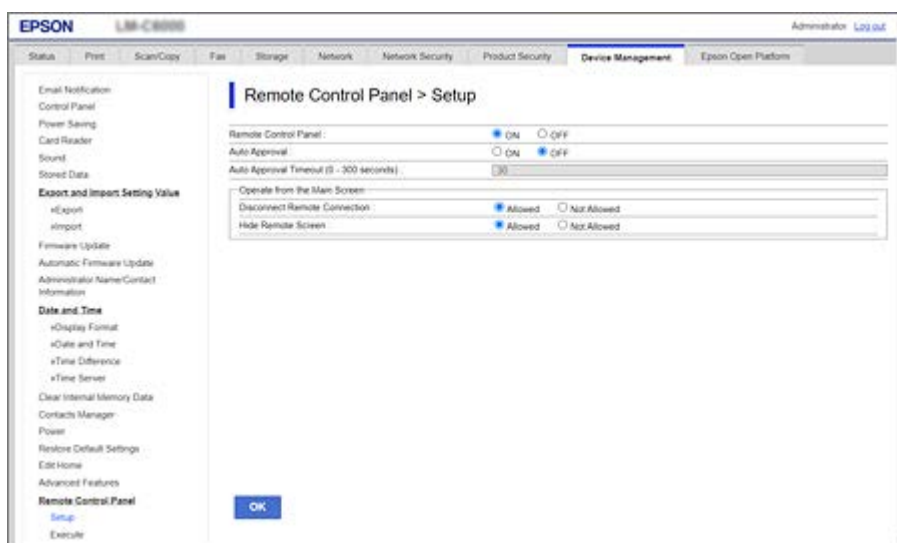 EPSON
Administrator Log out
Status Print Scan/Copy Fax Storage Network Network Security Product Security Device Management Epson Open Platform
Email Notification
Control Panel
Power Saving
Card Reader
Sound
Stored Data
Export and Import Setting Value
»Export
»Import
Firmware Update
Automatic Firmware Update
Administrator Name/Contact
Information
Date and Time
»Display Format
»Date and Time
»Time Difference
»Time Server
Clear Internal Memory Data
Contacts Manager
Power
Restore Default Settings
Edit Home
Advanced Features
Remote Control Panel
Setup
Execute
Remote Control Panel > Setup
Remote Control Panel : ON OFF
Auto Approval : ON OFF
Auto Approval Timeout (0 - 300 seconds) : 30
Operate from the Main Screen
Disconnect Remote Connection : Allowed Not Allowed
Hide Remote Screen : Allowed Not Allowed
OK